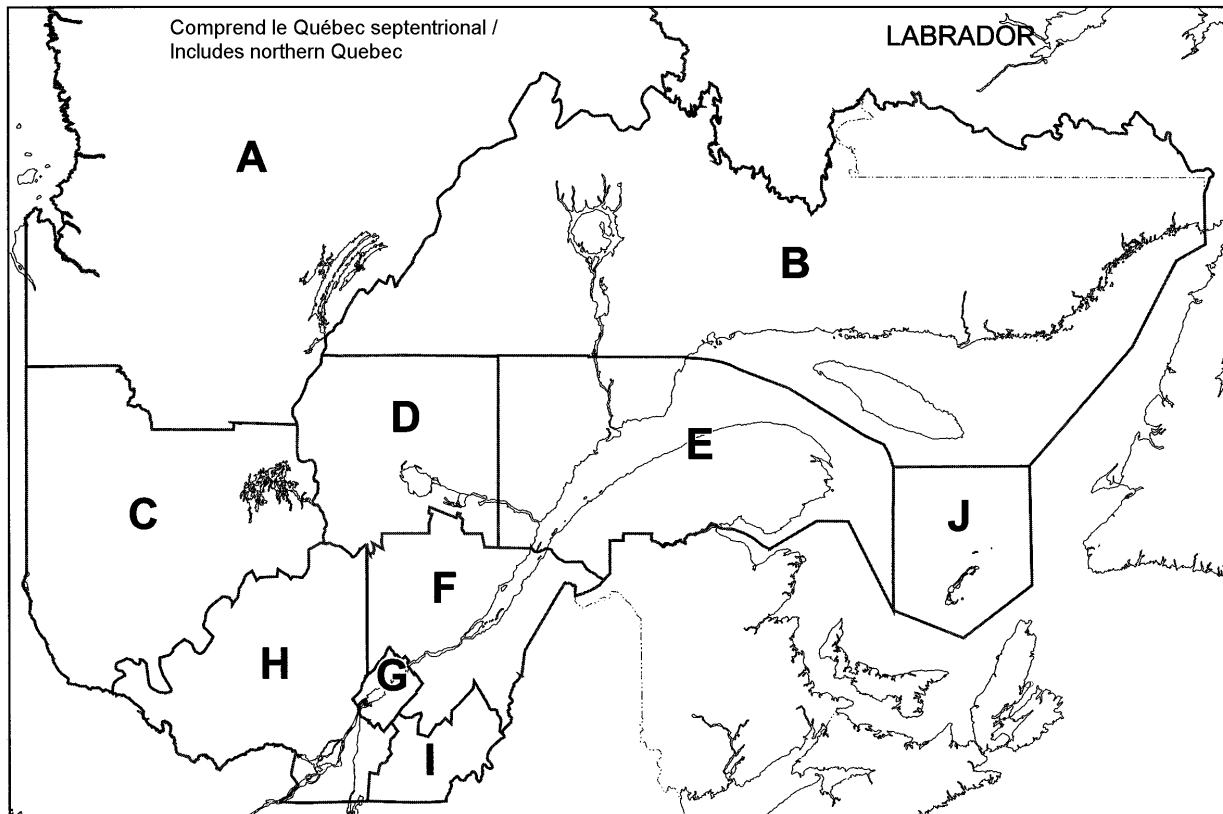 Comprend le Québec septentrional /
Includes northern Quebec
LABRADOR
A
B
D
E
C
J
F
H
G
I